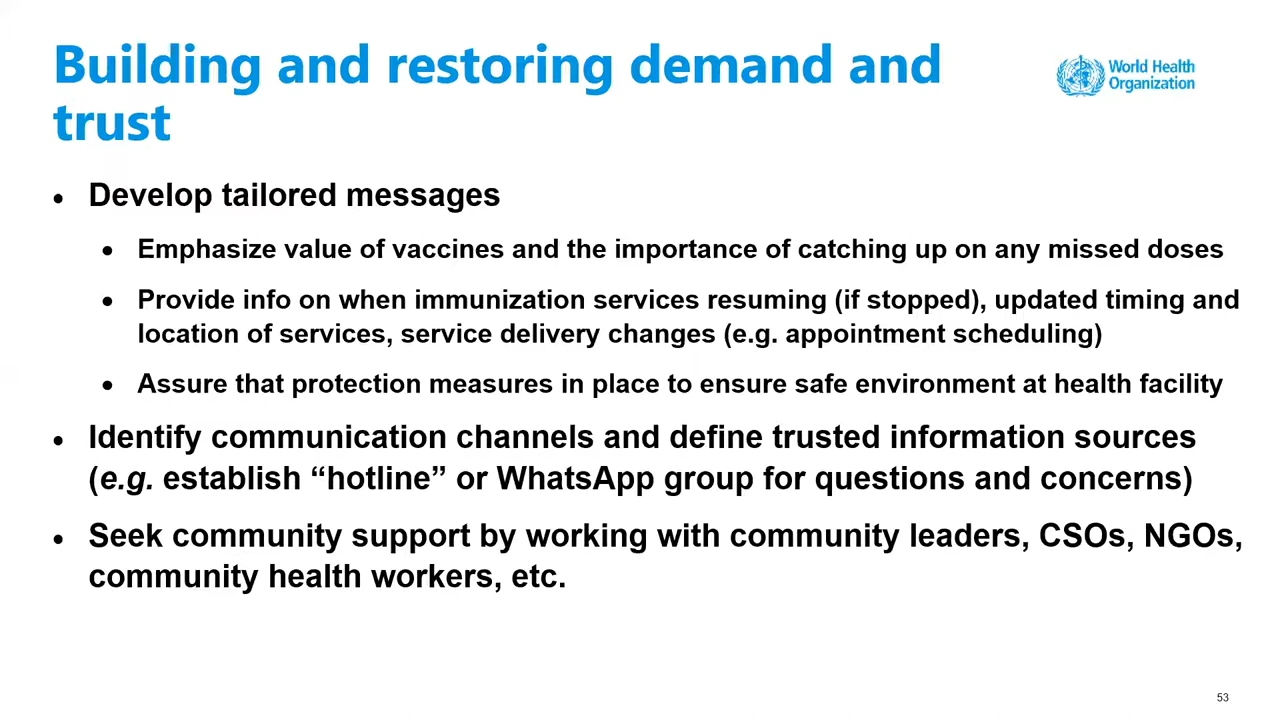 Building and restoring demand and
trust
World Health
Organization
• Develop tailored messages
• Emphasize value of vaccines and the importance of catching up on any missed doses
• Provide info on when immunization services resuming (if stopped), updated timing and
location of services, service delivery changes (e.g. appointment scheduling)
• Assure that protection measures in place to ensure safe environment at health facility
• Identify communication channels and define trusted information sources
(e.g. establish “hotline” or WhatsApp group for questions and concerns)
• Seek community support by working with community leaders, CSOs, NGOs,
community health workers, etc.
53